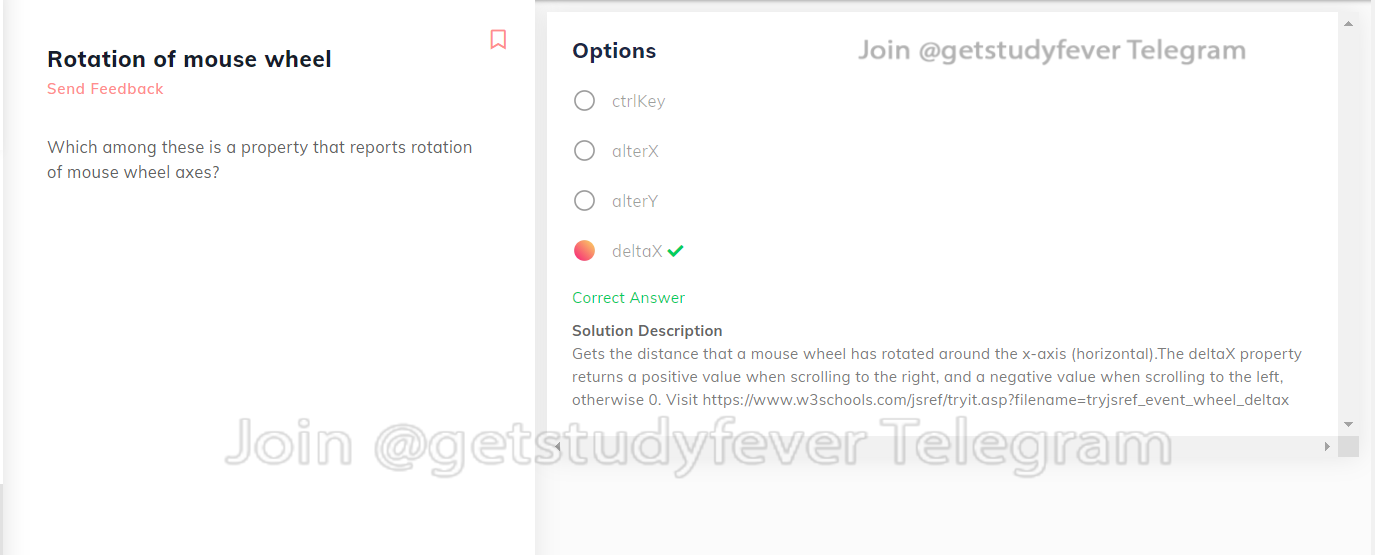 Rotation of mouse wheel
Send Feedback
Which among these is a property that reports rotation
of mouse wheel axes?
Options
Join @getstudyfever Telegram
ctrlKey
alterX
alterY
deltaX
Correct Answer
Solution Description
Gets the distance that a mouse wheel has rotated around the x-axis (horizontal).The deltaX property
returns a positive value when scrolling to the right, and a negative value when scrolling to the left,
otherwise 0. Visit https://www.w3schools.com/jsref/tryit.asp?filename=tryjsref_event_wheel_deltax
Join @getstudyfever Telegram